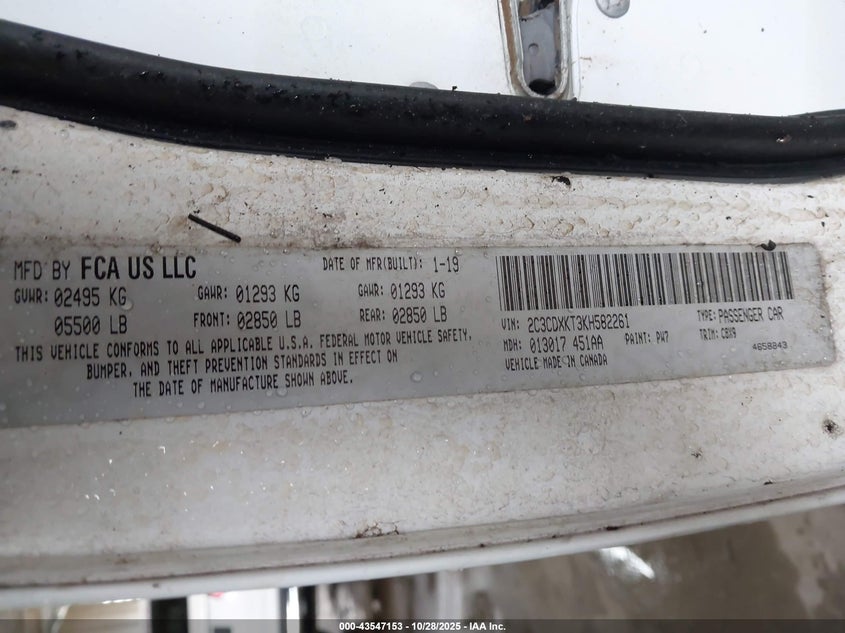 MFD BY FCA US LLC DATE OF MFR(BUILT): 1-19
GVWR: 02495 KG GAWR: 01293 KG GAWR: 01293 KG
05500 LB FRONT: 02850 LB REAR: 02850 LB
THIS VEHICLE CONFORMS TO ALL APPLICABLE U.S.A. FEDERAL MOTOR VEHICLE SAFETY,
BUMPER, AND THEFT PREVENTION STANDARDS IN EFFECT ON
THE DATE OF MANUFACTURE SHOWN ABOVE.
VIN: 2C3CDXKT3KH582261 TYPE: PASSENGER CAR
MDH: 013017 451AA PAINT: PW7 TRIM: CBX9
VEHICLE MADE IN CANADA 4658243
000-43547153 - 10/28/2025 - IAA Inc.